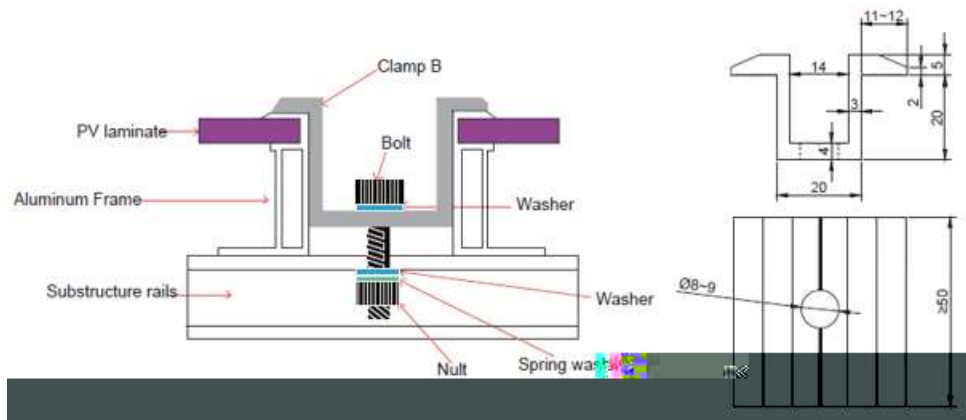 Clamp B
PV laminate
Bolt
Aluminum Frame
Washer
Substructure rails
Washer
Nult
Spring
11~12
14
5
2
3
20
4
20
Ø8~9
≥50